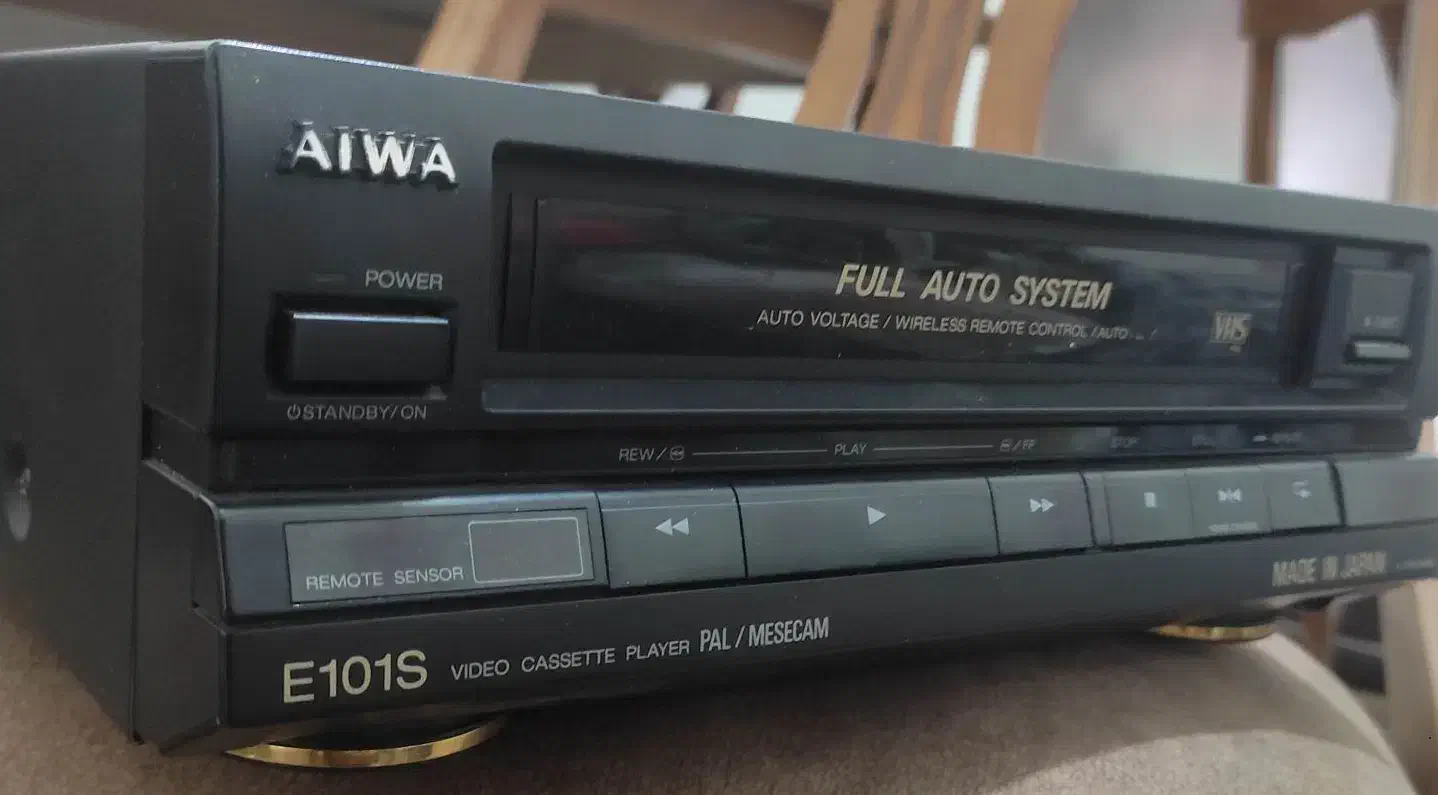 AIWA
POWER
STANDBY/ON
FULL AUTO SYSTEM
AUTO VOLTAGE / WIRELESS REMOTE CONTROL / AUTO
VHS
REW / PLAY / FF
STOP
REMOTE SENSOR
MADE IN JAPAN
E101S VIDEO CASSETTE PLAYER PAL / MESECAM